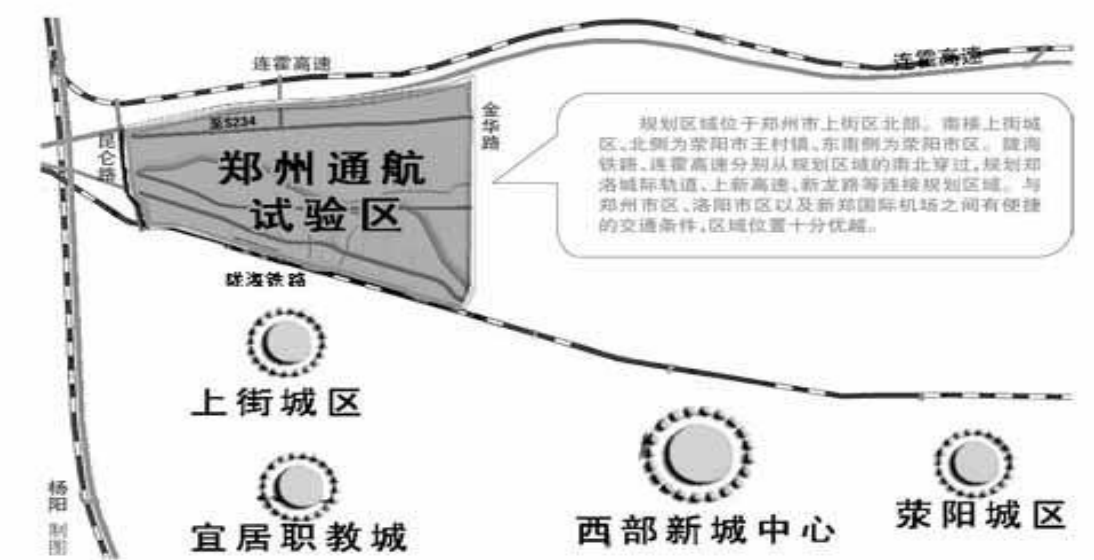 连霍高速
连霍高速
至S234
金华路
昆仑路
郑州通航
试验区
规划区域位于郑州市上街区北部。南接上街城
区、北侧为荥阳市王村镇、东南侧为荥阳市区。陇海
铁路、连霍高速分别从规划区域的南北穿过,规划郑
洛城际轨道、上新高速、新龙路等连接规划区域。与
郑州市区、洛阳市区以及新郑国际机场之间有便捷
的交通条件,区域位置十分优越。
陇海铁路
上街城区
宜居职教城
西部新城中心
荥阳城区
杨阳 制图